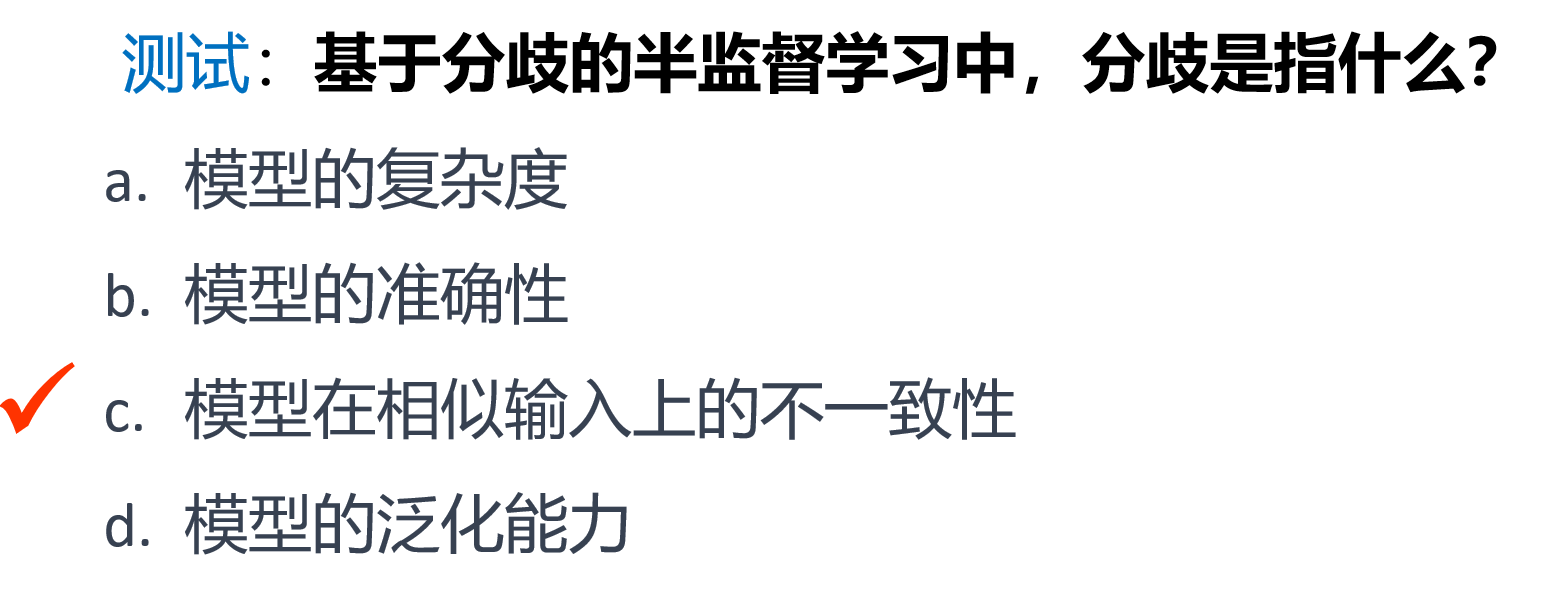 测试：基于分歧的半监督学习中，分歧是指什么？
a. 模型的复杂度
b. 模型的准确性
c. 模型在相似输入上的不一致性
d. 模型的泛化能力